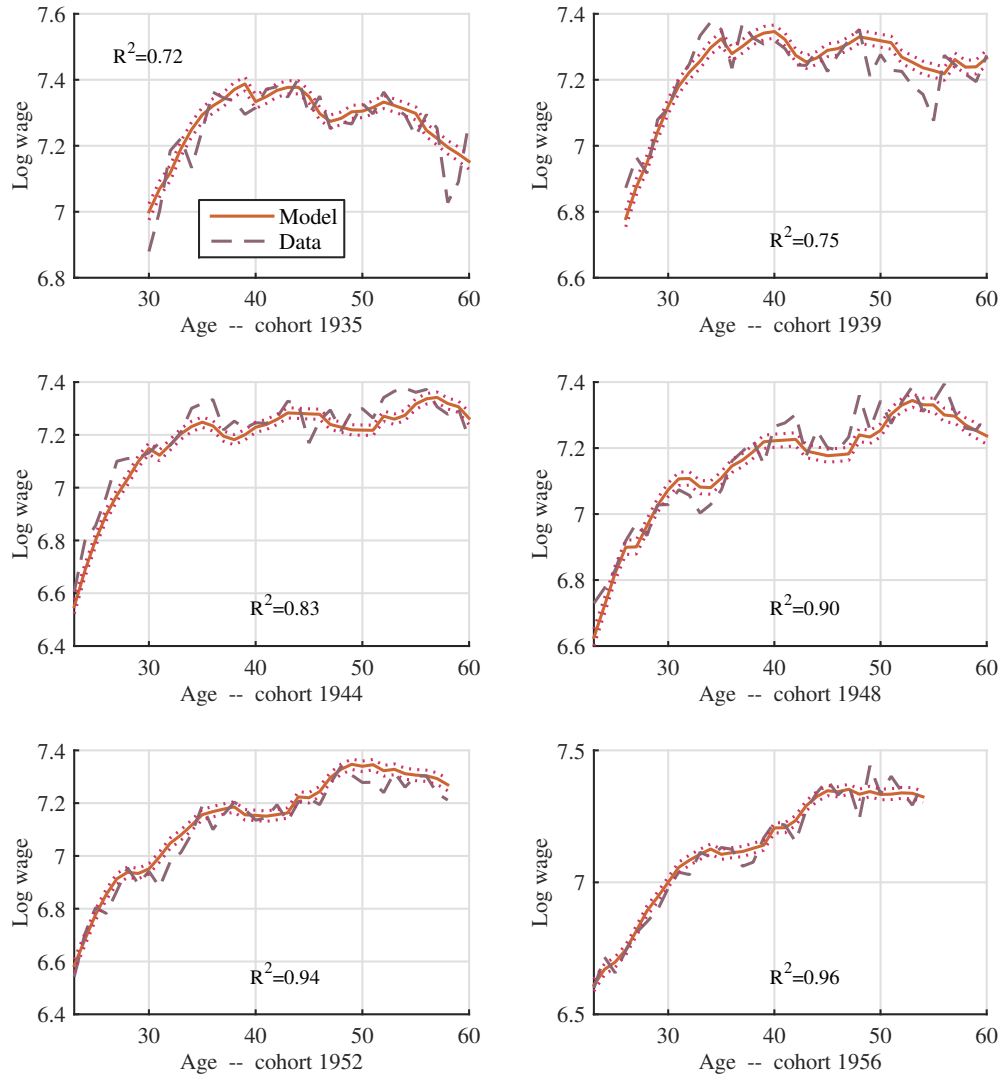 7.6
7.4
7.2
7
6.8
Log wage
R²=0.72
Model
Data
30 40 50 60
Age -- cohort 1935
7.4
7.2
7
6.8
6.6
Log wage
R²=0.75
30 40 50 60
Age -- cohort 1939
7.4
7.2
7
6.8
6.6
6.4
Log wage
R²=0.83
30 40 50 60
Age -- cohort 1944
7.4
7.2
7
6.8
6.6
Log wage
R²=0.90
30 40 50 60
Age -- cohort 1948
7.4
7.2
7
6.8
6.6
6.4
Log wage
R²=0.94
30 40 50 60
Age -- cohort 1952
7.5
7
6.5
Log wage
R²=0.96
30 40 50 60
Age -- cohort 1956